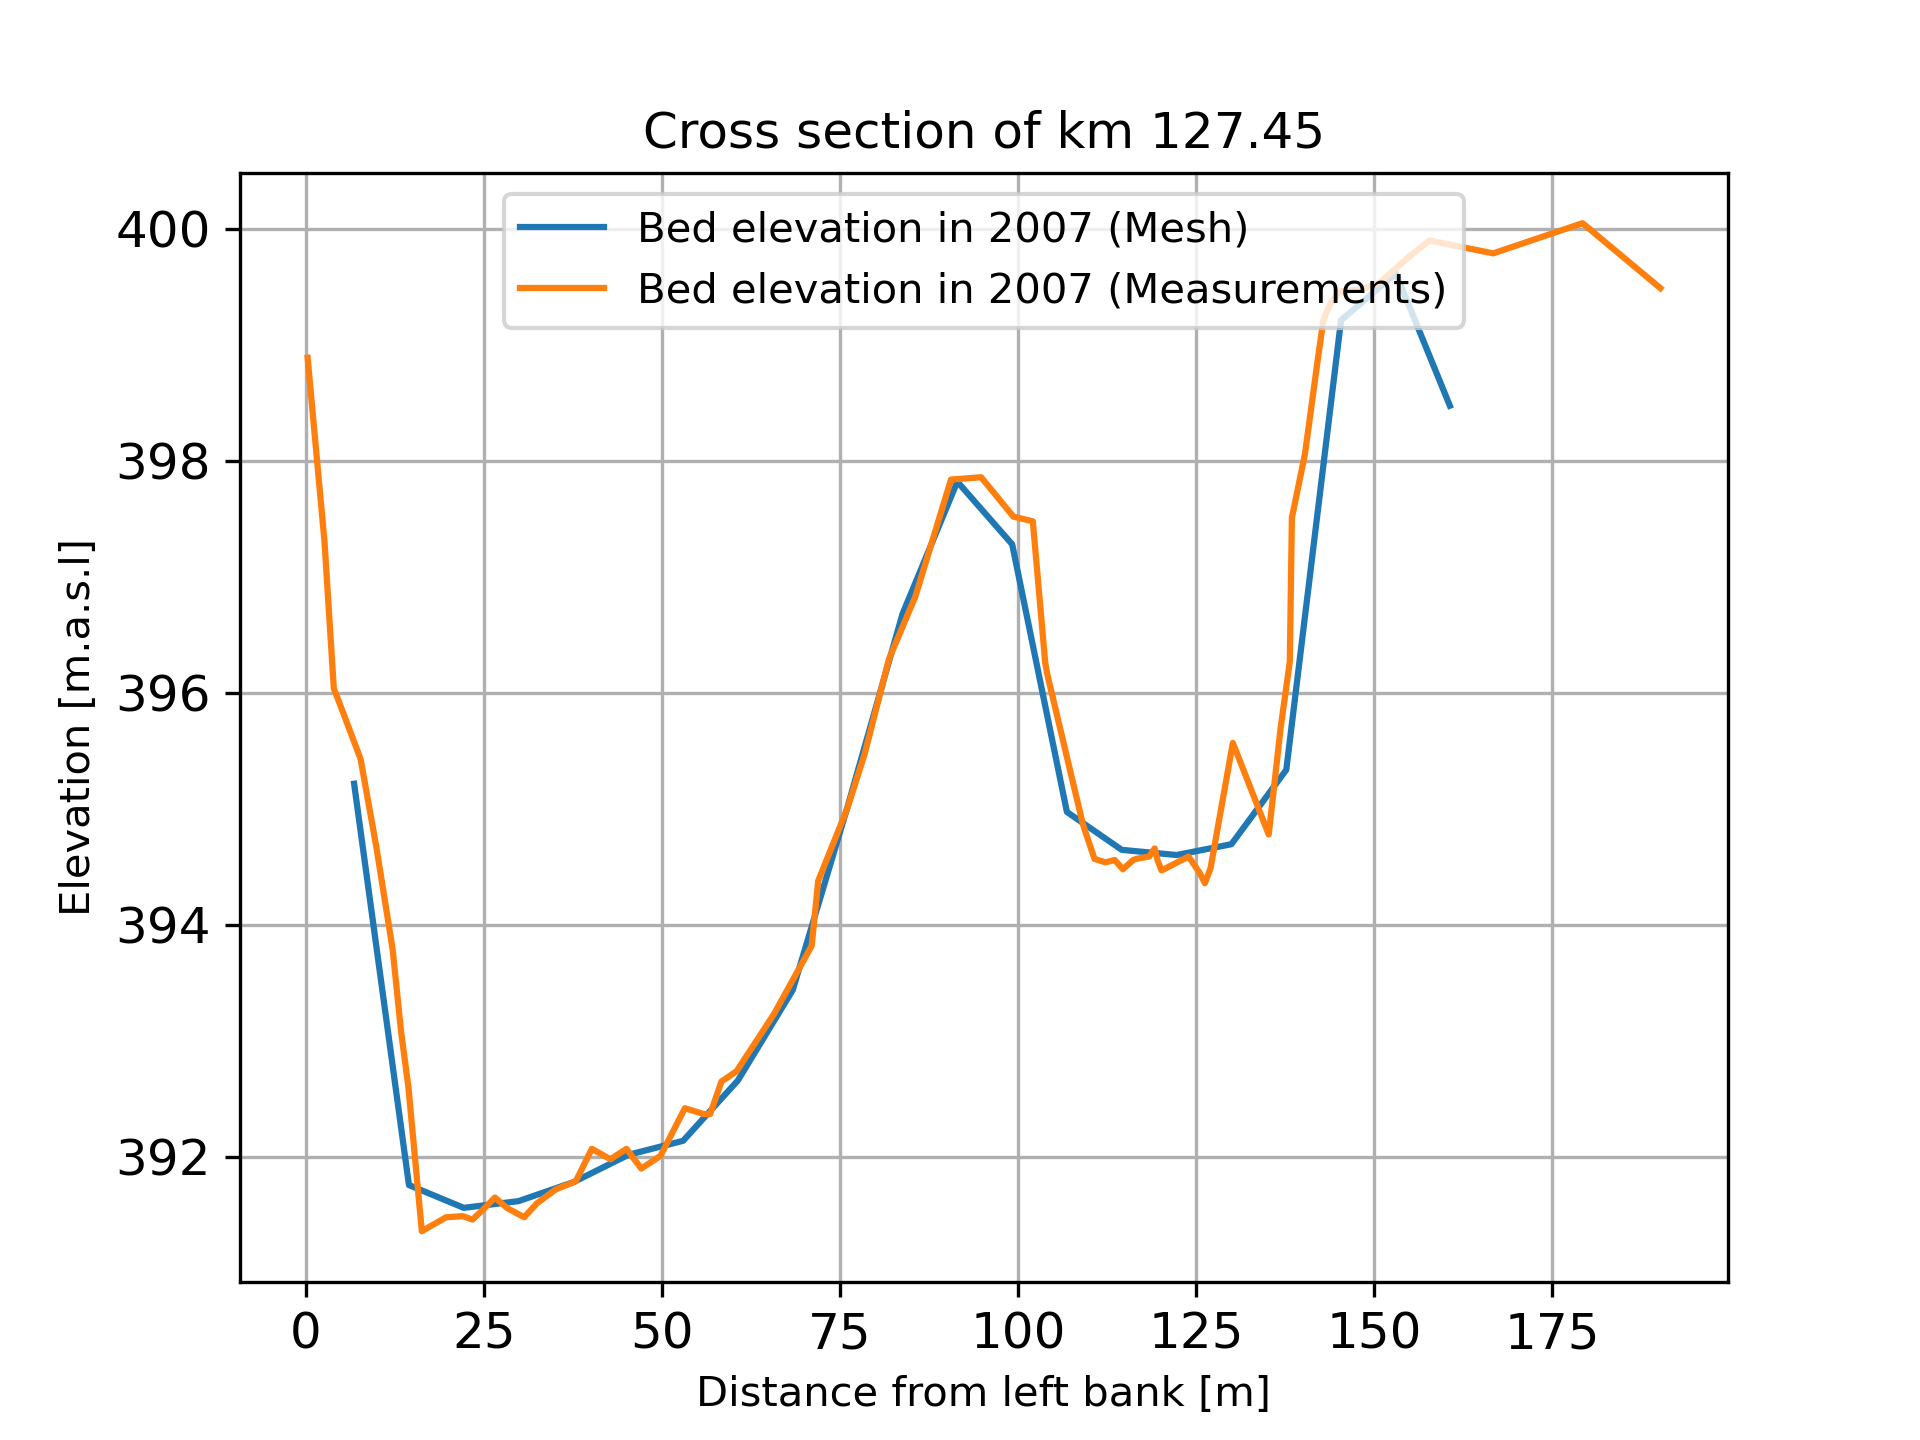 Cross section of km 127.45
Bed elevation in 2007 (Mesh)
Bed elevation in 2007 (Measurements)
400
398
396
394
392
Elevation [m.a.s.l]
0 25 50 75 100 125 150 175
Distance from left bank [m]